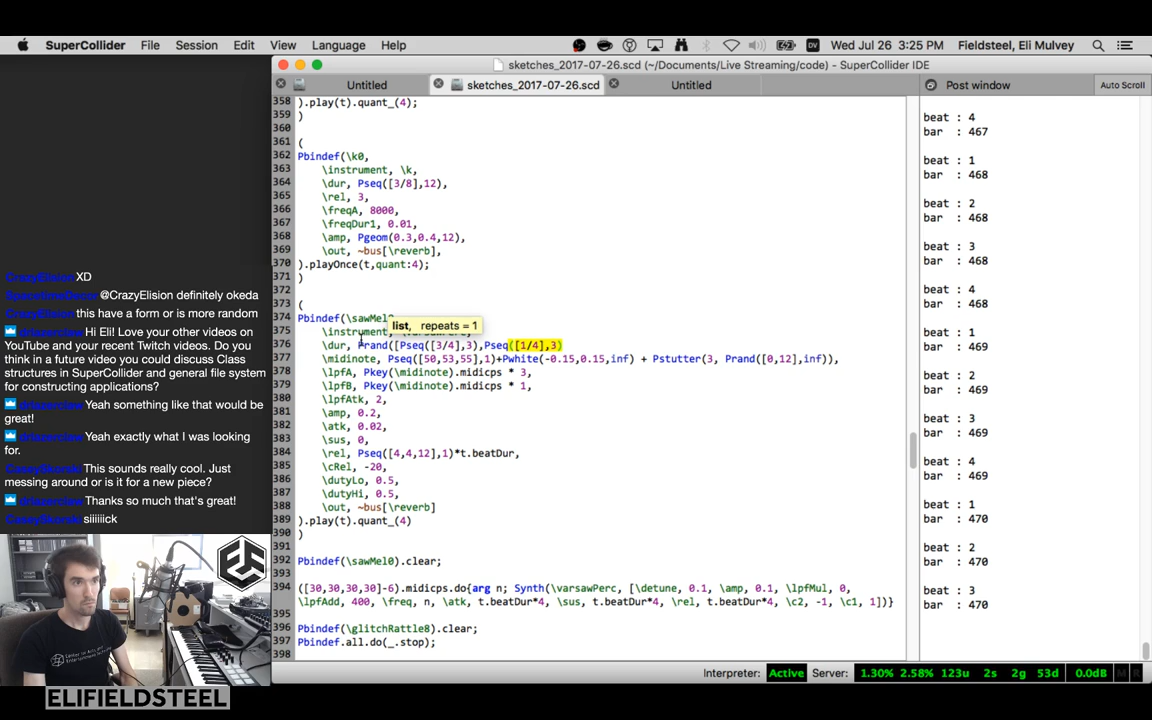 SuperCollider File Session Edit View Language Help
Wed Jul 26 3:25 PM Fieldsteel, Eli Mulvey
sketches_2017-07-26.scd (~/Documents/Live Streaming/code) - SuperCollider IDE
Untitled
sketches_2017-07-26.scd
Untitled
Post window
Auto Scroll
358 ).play(t).quant_(4);
359 )
360
361 (
362 Pbindef(\k0,
363 \instrument, \k,
364 \dur, Pseq([3/8],12),
365 \rel, 3,
366 \freqA, 8000,
367 \freqDur1, 0.01,
368 \amp, Pgeom(0.3,0.4,12),
369 \out, ~bus[\reverb],
370 ).playOnce(t,quant:4);
371 )
372
373 (
374 Pbindef(\sawMel0
list, repeats = 1
375 \instrument,
376 \dur, Prand([Pseq([3/4],3),Pseq([1/4],3)
377 \midinote, Pseq([50,53,55],1)+Pwhite(-0.15,0.15,inf) + Pstutter(3, Prand([0,12],inf)),
378 \lpfA, Pkey(\midinote).midicps * 3,
379 \lpfB, Pkey(\midinote).midicps * 1,
380 \lpfAtk, 2,
381 \amp, 0.2,
382 \atk, 0.02,
383 \sus, 0,
384 \rel, Pseq([4,4,12],1)*t.beatDur,
385 \cRel, -20,
386 \dutyLo, 0.5,
387 \dutyHi, 0.5,
388 \out, ~bus[\reverb]
389 ).play(t).quant_(4)
390 )
391
392 Pbindef(\sawMel0).clear;
393
394 ([30,30,30,30]-6).midicps.do{arg n; Synth(\varsawPerc, [\detune, 0.1, \amp, 0.1, \lpfMul, 0,
\lpfAdd, 400, \freq, n, \atk, t.beatDur*4, \sus, t.beatDur*4, \rel, t.beatDur*4, \c2, -1, \c1, 1])}
395
396 Pbindef(\glitchRattle8).clear;
397 Pbindef.all.do(_.stop);
398
beat : 4
bar : 467
beat : 1
bar : 468
beat : 2
bar : 468
beat : 3
bar : 468
beat : 4
bar : 468
beat : 1
bar : 469
beat : 2
bar : 469
beat : 3
bar : 469
beat : 4
bar : 469
beat : 1
bar : 470
beat : 2
bar : 470
beat : 3
bar : 470
CrazyElision XD
@CrazyElision definitely okeda
CrazyElision this have a form or is more random
Hi Eli! Love your other videos on
YouTube and your recent Twitch videos. Do you
think in a future video you could discuss Class
structures in SuperCollider and general file system
for constructing applications?
Yeah something like that would be
great!
Yeah exactly what I was looking
for.
This sounds really cool. Just
messing around or is it for a new piece?
Thanks so much that's great!
siiiiiick
ELIFIELDSTEEL
Interpreter: Active Server: 1.30% 2.58% 123u 2s 2g 53d 0.0dB M R